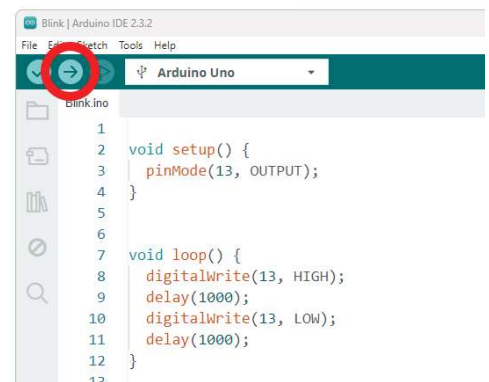 Blink | Arduino IDE 2.3.2
File Edit Sketch Tools Help
Arduino Uno
Blink.ino
1
2 void setup() {
3 pinMode(13, OUTPUT);
4 }
5
6
7 void loop() {
8 digitalWrite(13, HIGH);
9 delay(1000);
10 digitalWrite(13, LOW);
11 delay(1000);
12 }
13